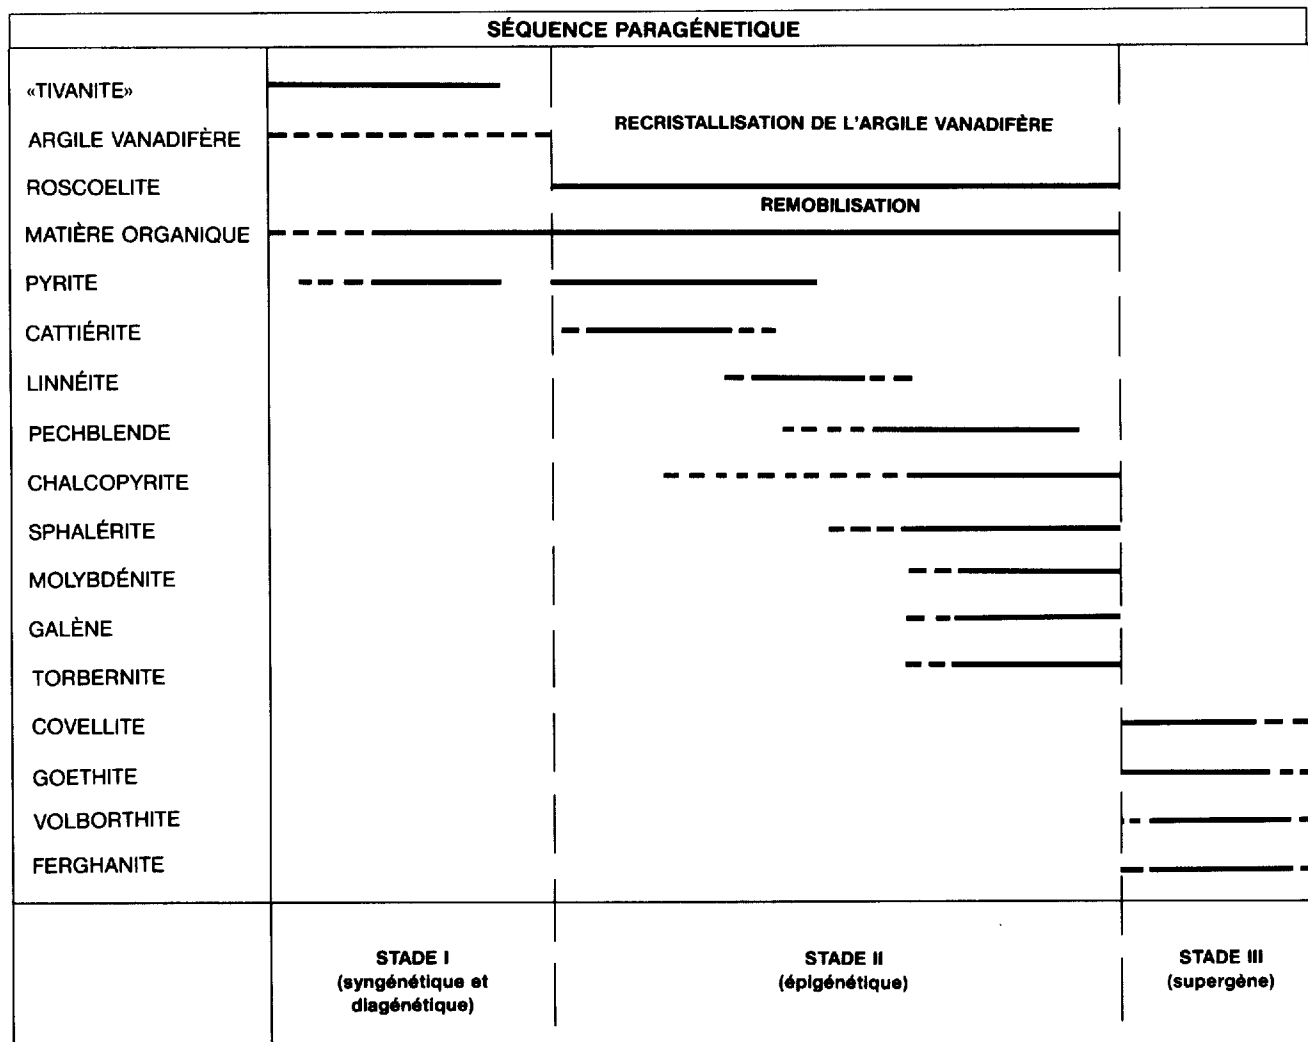 SÉQUENCE PARAGÉNETIQUE
«TIVANITE»
ARGILE VANADIFÈRE
RECRISTALLISATION DE L'ARGILE VANADIFÈRE
ROSCOELITE
REMOBILISATION
MATIÈRE ORGANIQUE
PYRITE
CATTIÉRITE
LINNÉITE
PECHBLENDE
CHALCOPYRITE
SPHALÉRITE
MOLYBDÉNITE
GALÈNE
TORBERNITE
COVELLITE
GOETHITE
VOLBORTHITE
FERGHANITE
STADE I
(syngénétique et
diagénétique)
STADE II
(épigénétique)
STADE III
(supergène)